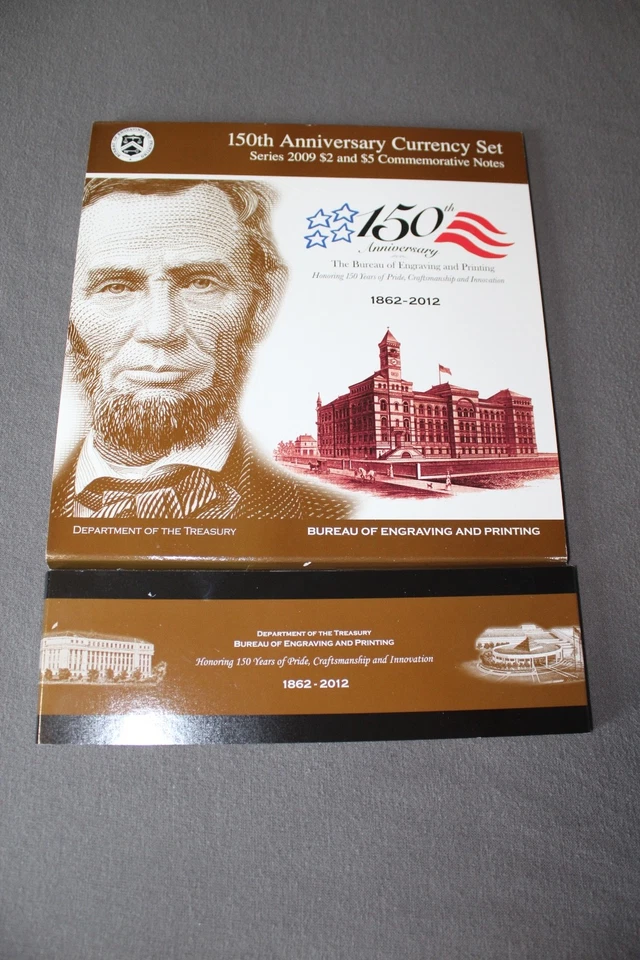 150th Anniversary Currency Set
Series 2009 $2 and $5 Commemorative Notes
150th
Anniversary
The Bureau of Engraving and Printing
Honoring 150 Years of Pride, Craftsmanship and Innovation
1862-2012
DEPARTMENT OF THE TREASURY
BUREAU OF ENGRAVING AND PRINTING
DEPARTMENT OF THE TREASURY
BUREAU OF ENGRAVING AND PRINTING
Honoring 150 Years of Pride, Craftsmanship and Innovation
1862-2012